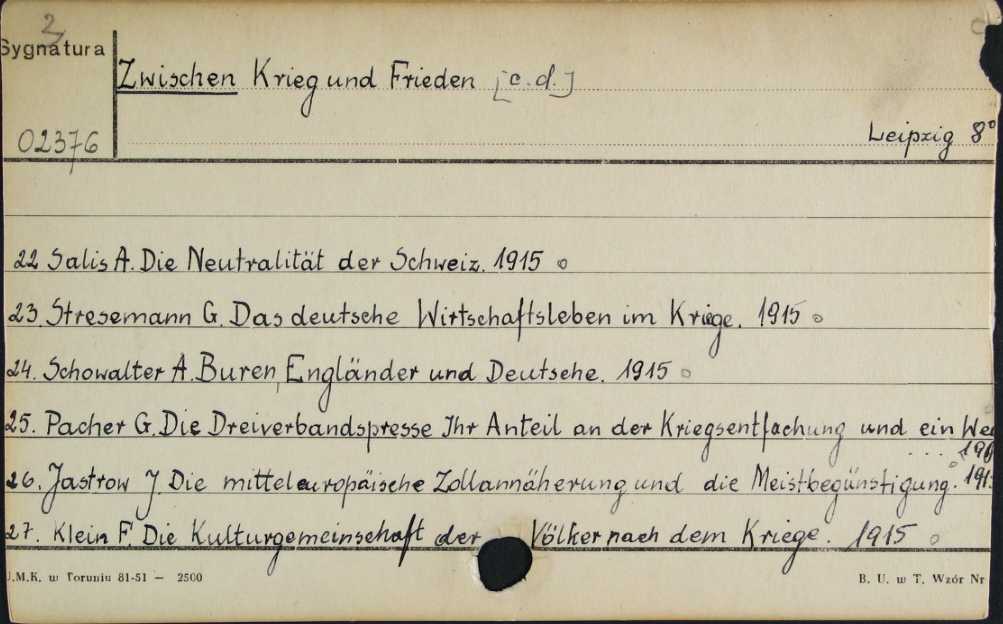 2
Sygnatura
Zwischen Krieg und Frieden [c.d.]
02376
Leipzig 8°
22 Salis A. Die Neutralität der Schweiz. 1915
23. Stresemann G. Das deutsche Wirtschaftsleben im Kriege. 1915
24. Schowalter A. Buren, Engländer und Deutsche. 1915
25. Pacher G. Die Dreiverbandspresse Ihr Anteil an der Kriegsentfachung und ein Weg
...
26. Jastrow J. Die mitteleuropäische Zollannäherung und die Meistbegünstigung.
27. Klein F. Die Kulturgemeinschaft der Völker nach dem Kriege. 1915
U.M.K. w Toruniu 81-51 — 2500
B. U. w T. Wzór Nr